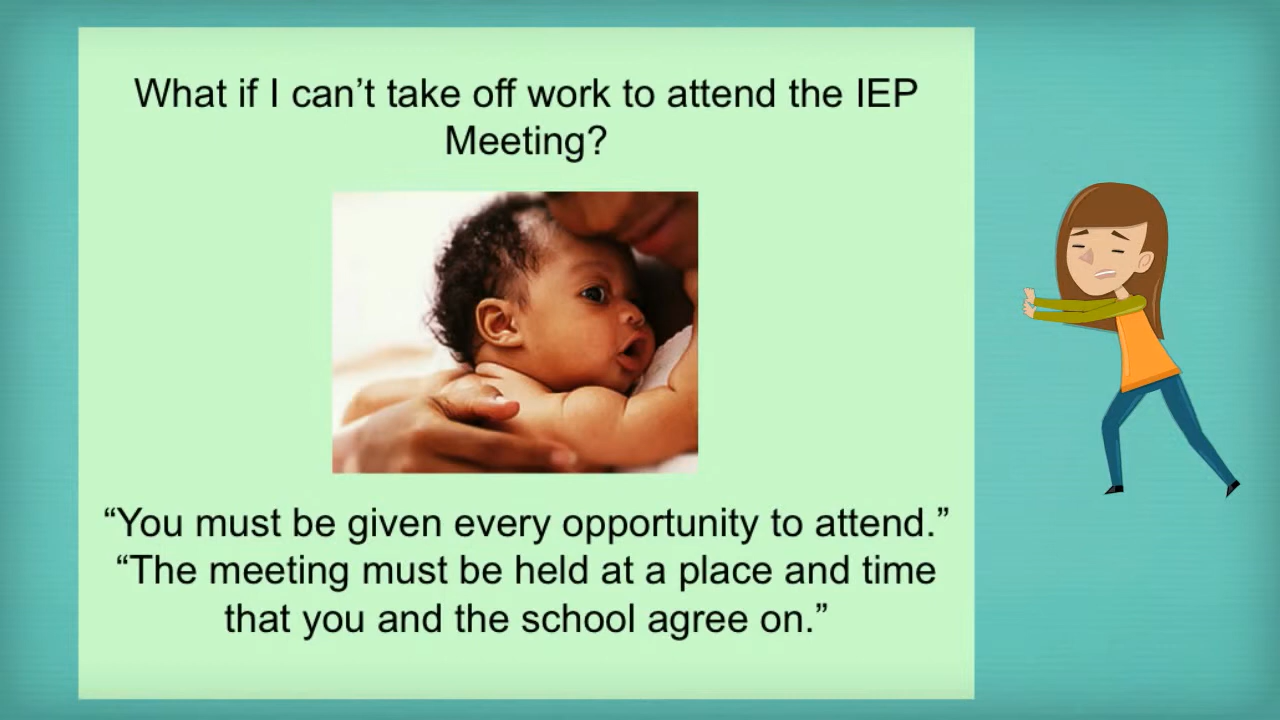 What if I can’t take off work to attend the IEP
Meeting?
“You must be given every opportunity to attend.”
“The meeting must be held at a place and time
that you and the school agree on.”